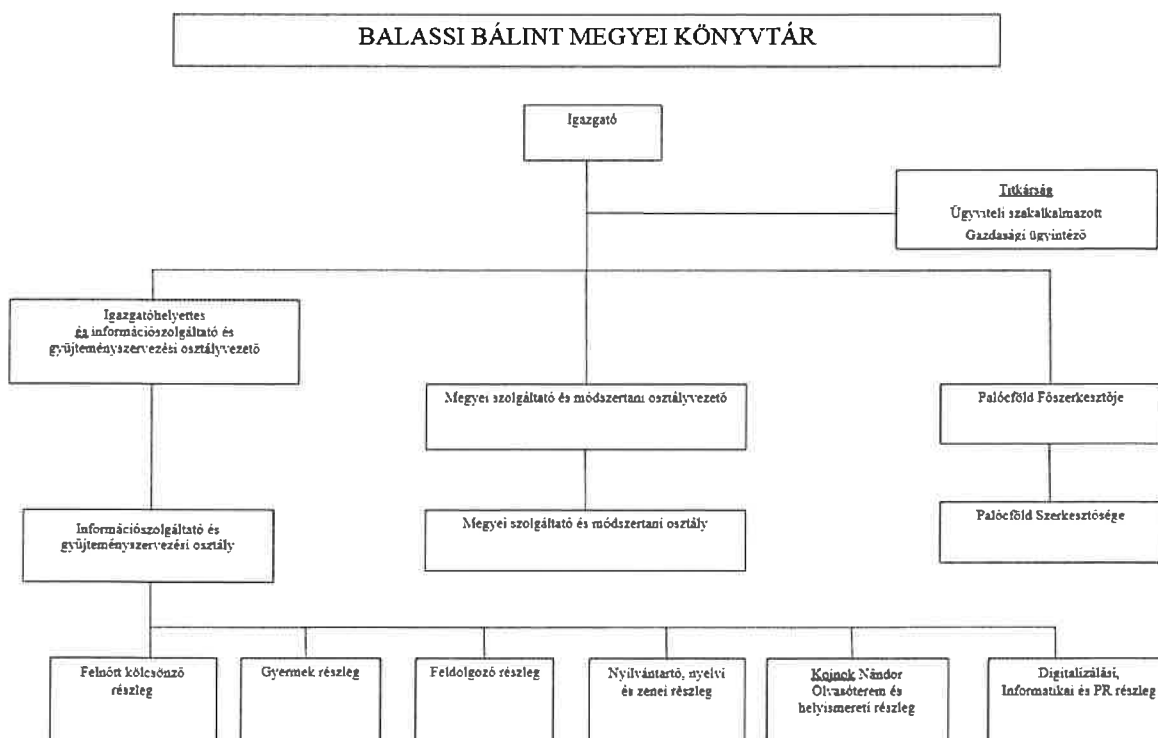 BALASSI BÁLINT MEGYEI KÖNYVTÁR
Igazgató
Titkárság
Ügyviteli szakalkalmazott
Gazdasági ügyintéző
Igazgatóhelyettes
és információszolgáltató és
gyűjteményszervezési osztályvezető
Megyei szolgáltató és módszertani osztályvezető
Palócföld Főszerkesztője
Információszolgáltató és
gyűjteményszervezési osztály
Megyei szolgáltató és módszertani osztály
Palócföld Szerkesztősége
Felnőtt kölcsönző
részleg
Gyermek részleg
Feldolgozó részleg
Nyilvántartó, nyelvi
és zenei részleg
Kojnok Nándor
Olvasóterem és
helyismereti részleg
Digitalizálási,
Informatikai és PR részleg